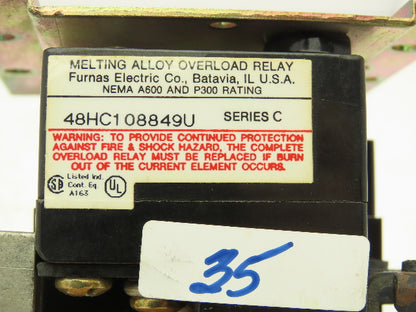 MELTING ALLOY OVERLOAD RELAY
Furnas Electric Co., Batavia, IL U.S.A.
NEMA A600 AND P300 RATING
48HC108849U SERIES C
WARNING: TO PROVIDE CONTINUED PROTECTION
AGAINST FIRE & SHOCK HAZARD, THE COMPLETE
OVERLOAD RELAY MUST BE REPLACED IF BURN
OUT OF THE CURRENT ELEMENT OCCURS.
SA Listed Ind. UL
Cont. Eq.
A163
35